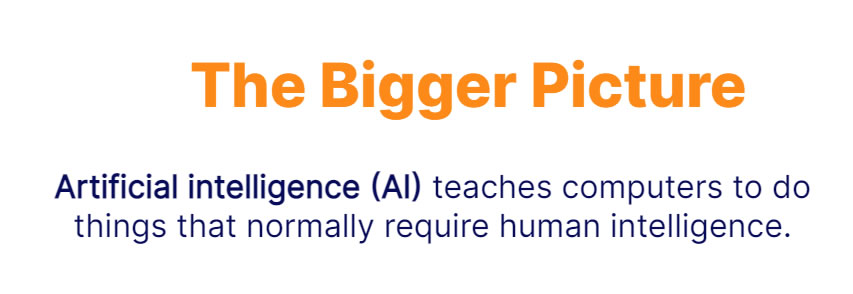 The Bigger Picture
Artificial intelligence (AI) teaches computers to do
things that normally require human intelligence.